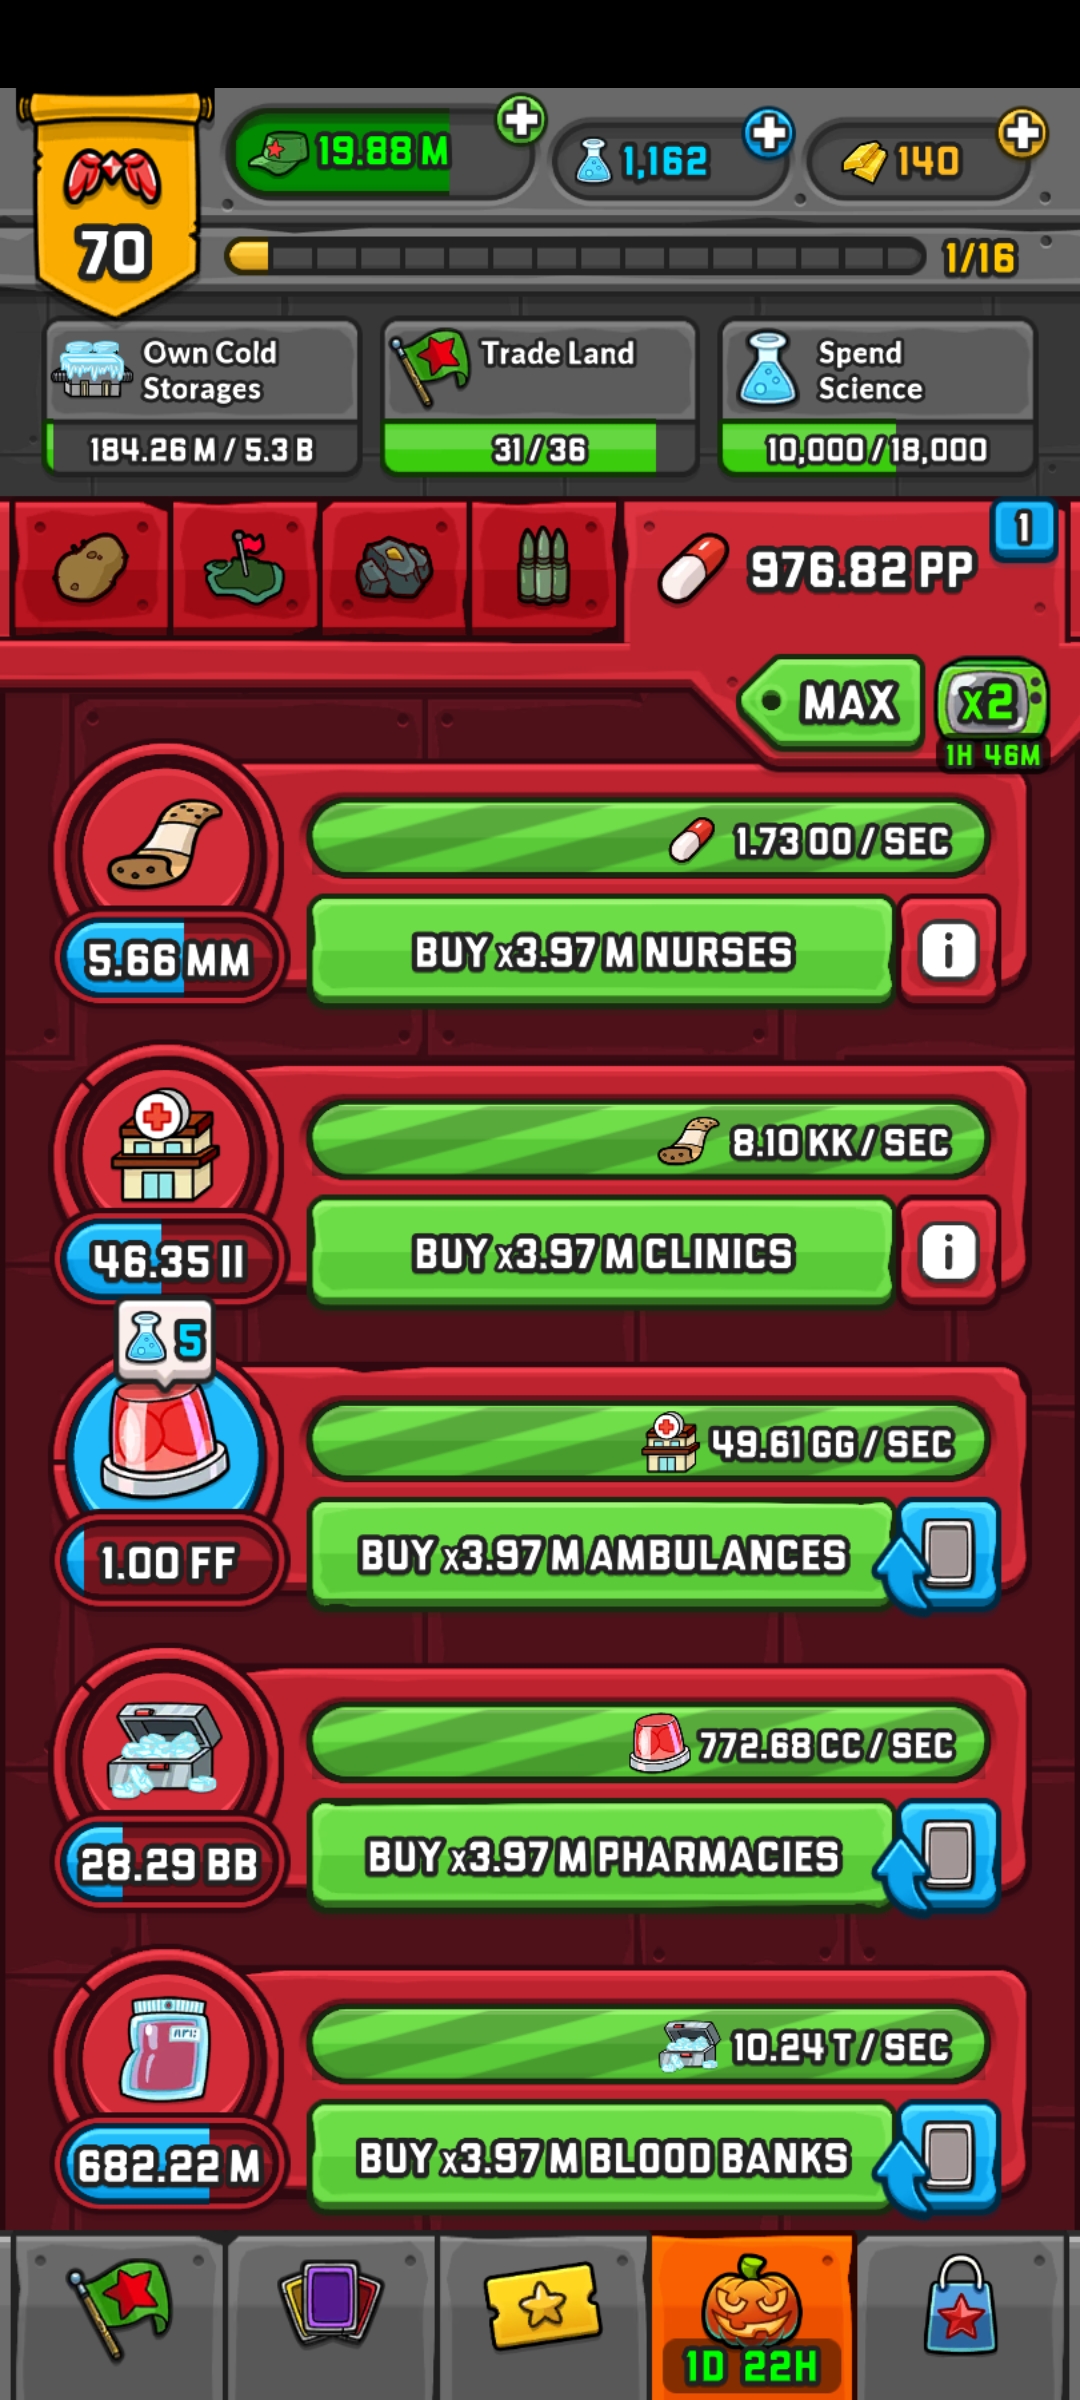 70
19.88 M
1,162
140
1/16
Own Cold
Storages
184.26 M / 5.3 B
Trade Land
31 / 36
Spend
Science
10,000 / 18,000
976.82 PP
1
MAX
x2
1H 46M
1.73 OO / SEC
5.66 MM
BUY x3.97 M NURSES
i
8.10 KK / SEC
46.35 II
BUY x3.97 M CLINICS
i
5
49.61 GG / SEC
1.00 FF
BUY x3.97 M AMBULANCES
772.68 CC / SEC
28.29 BB
BUY x3.97 M PHARMACIES
10.24 T / SEC
682.22 M
BUY x3.97 M BLOOD BANKS
1D 22H